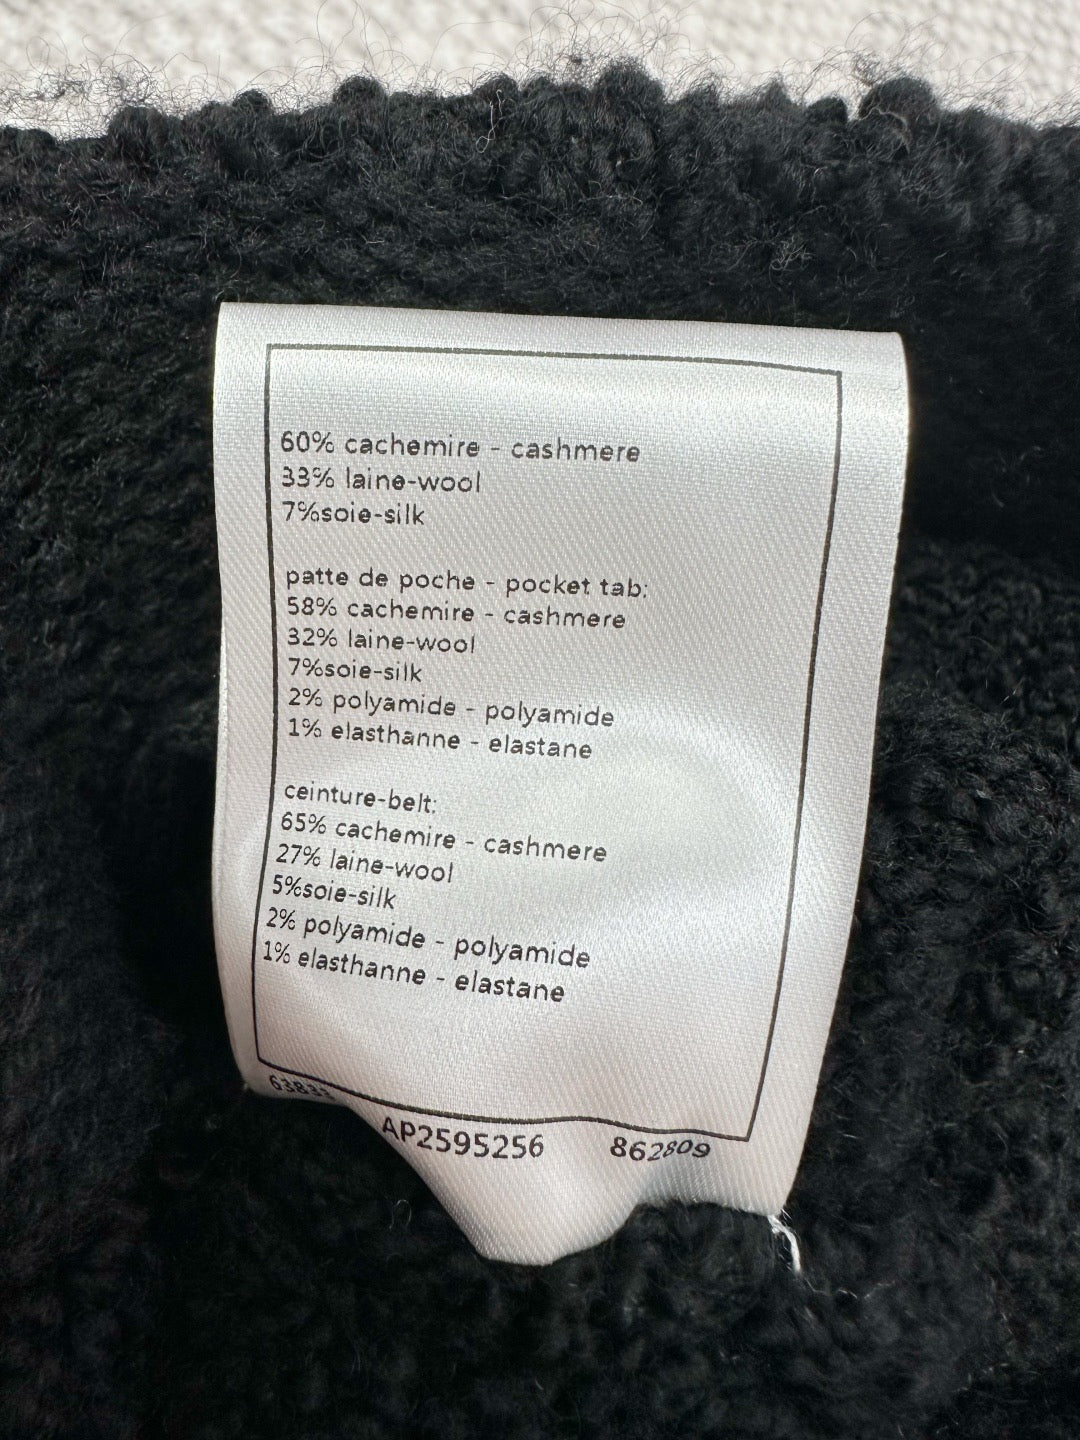 60% cachemire - cashmere
33% laine-wool
7%soie-silk
patte de poche - pocket tab:
58% cachemire - cashmere
32% laine-wool
7%soie-silk
2% polyamide - polyamide
1% elasthanne - elastane
ceinture-belt:
65% cachemire - cashmere
27% laine-wool
5%soie-silk
2% polyamide - polyamide
1% elasthanne - elastane
AP2595256 862809